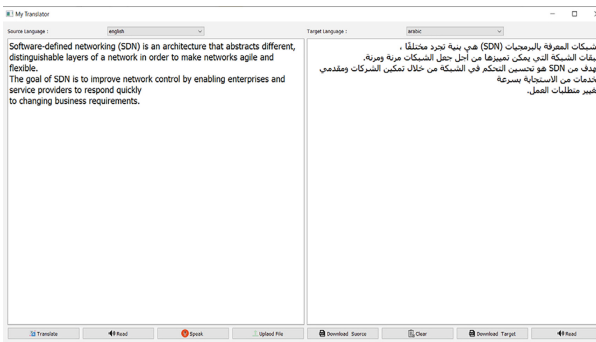 My Translator
Source Language :
english
Target Language :
arabic
Software-defined networking (SDN) is an architecture that abstracts different,
distinguishable layers of a network in order to make networks agile and
flexible.
The goal of SDN is to improve network control by enabling enterprises and
service providers to respond quickly
to changing business requirements.
المعرفة بالبرمجيات (SDN) هي بنية تجرد مختلفًا ،
الشبكة التي يمكن تمييزها من أجل جعل الشبكات مرنة ومرنة.
من SDN هو تحسين التحكم في الشبكة من خلال تمكين الشركات ومقدمي
من الاستجابة بسرعة
متطلبات العمل.
Translate
Read
Speak
Upload File
Download Suorce
Clear
Download Target
Read